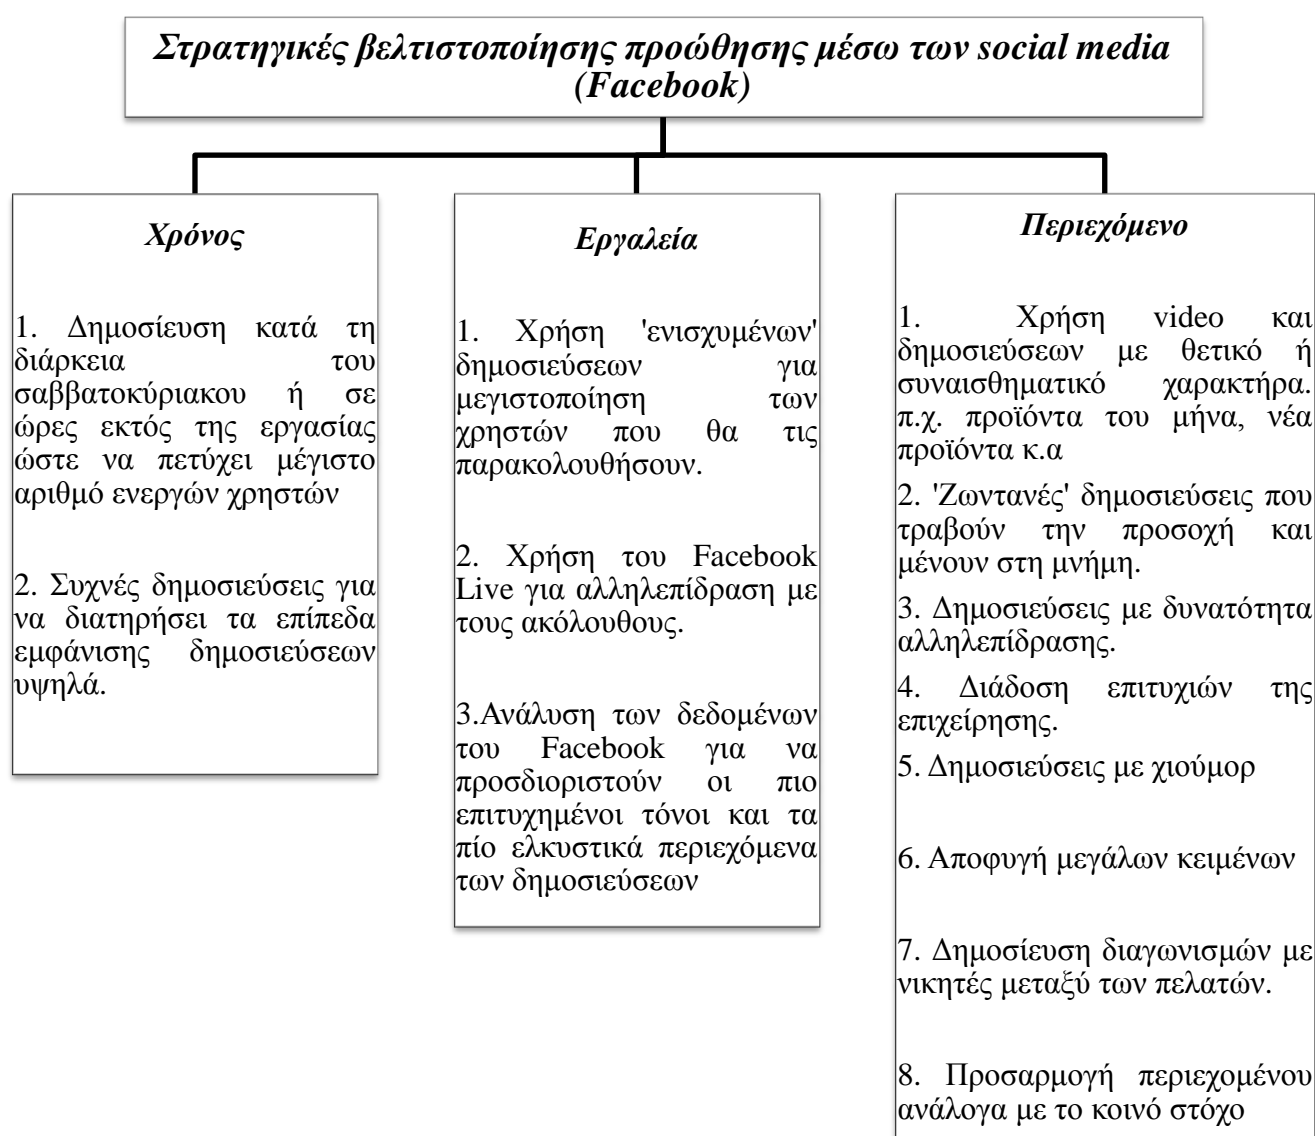 Στρατηγικές βελτιστοποίησης προώθησης μέσω των social media
(Facebook)
Χρόνος
1. Δημοσίευση κατά τη
διάρκεια του
σαββατοκύριακου ή σε
ώρες εκτός της εργασίας
ώστε να πετύχει μέγιστο
αριθμό ενεργών χρηστών
2. Συχνές δημοσιεύσεις για
να διατηρήσει τα επίπεδα
εμφάνισης δημοσιεύσεων
υψηλά.
Εργαλεία
1. Χρήση 'ενισχυμένων'
δημοσιεύσεων για
μεγιστοποίηση των
χρηστών που θα τις
παρακολουθήσουν.
2. Χρήση του Facebook
Live για αλληλεπίδραση με
τους ακόλουθους.
3.Ανάλυση των δεδομένων
του Facebook για να
προσδιοριστούν οι πιο
επιτυχημένοι τόνοι και τα
πίο ελκυστικά περιεχόμενα
των δημοσιεύσεων
Περιεχόμενο
1. Χρήση video και
δημοσιεύσεων με θετικό ή
συναισθηματικό χαρακτήρα.
π.χ. προϊόντα του μήνα, νέα
προϊόντα κ.α
2. 'Ζωντανές' δημοσιεύσεις που
τραβούν την προσοχή και
μένουν στη μνήμη.
3. Δημοσιεύσεις με δυνατότητα
αλληλεπίδρασης.
4. Διάδοση επιτυχιών της
επιχείρησης.
5. Δημοσιεύσεις με χιούμορ
6. Αποφυγή μεγάλων κειμένων
7. Δημοσίευση διαγωνισμών με
νικητές μεταξύ των πελατών.
8. Προσαρμογή περιεχομένου
ανάλογα με το κοινό στόχο